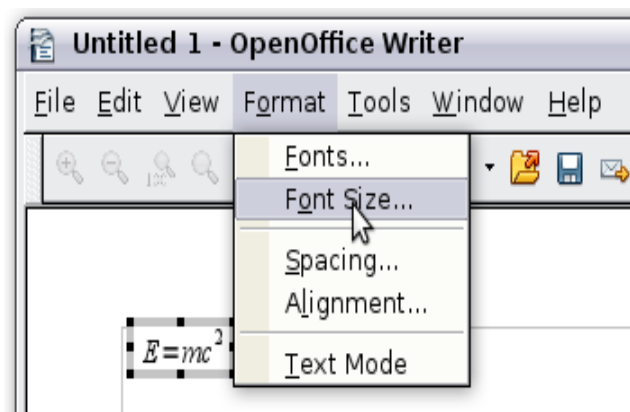 Untitled 1 - OpenOffice Writer
File Edit View Format Tools Window Help
100
Fonts...
Font Size...
Spacing...
Alignment...
E=mc²
Text Mode